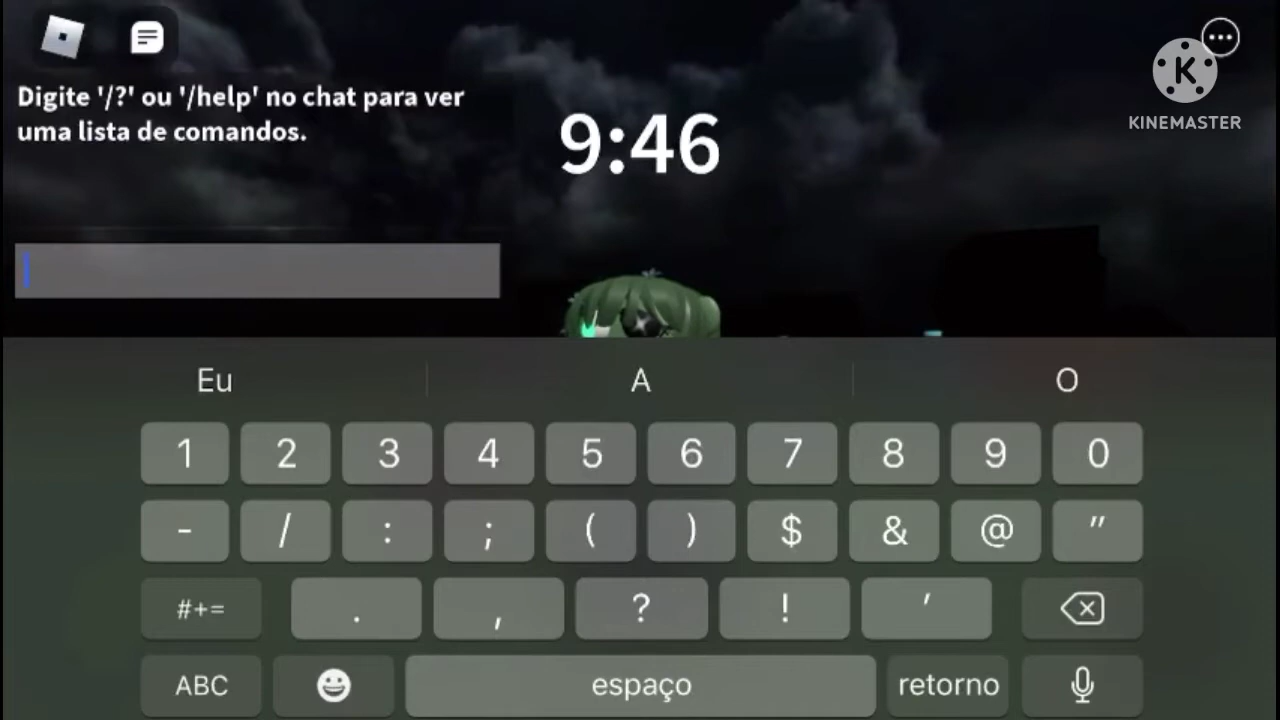 Digite '/?' ou '/help' no chat para ver
uma lista de comandos.
9:46
K
KINEMASTER
Eu A O
1 2 3 4 5 6 7 8 9 0
- / : ; ( ) $ & @ "
#+= . , ? ! '
ABC espaço retorno